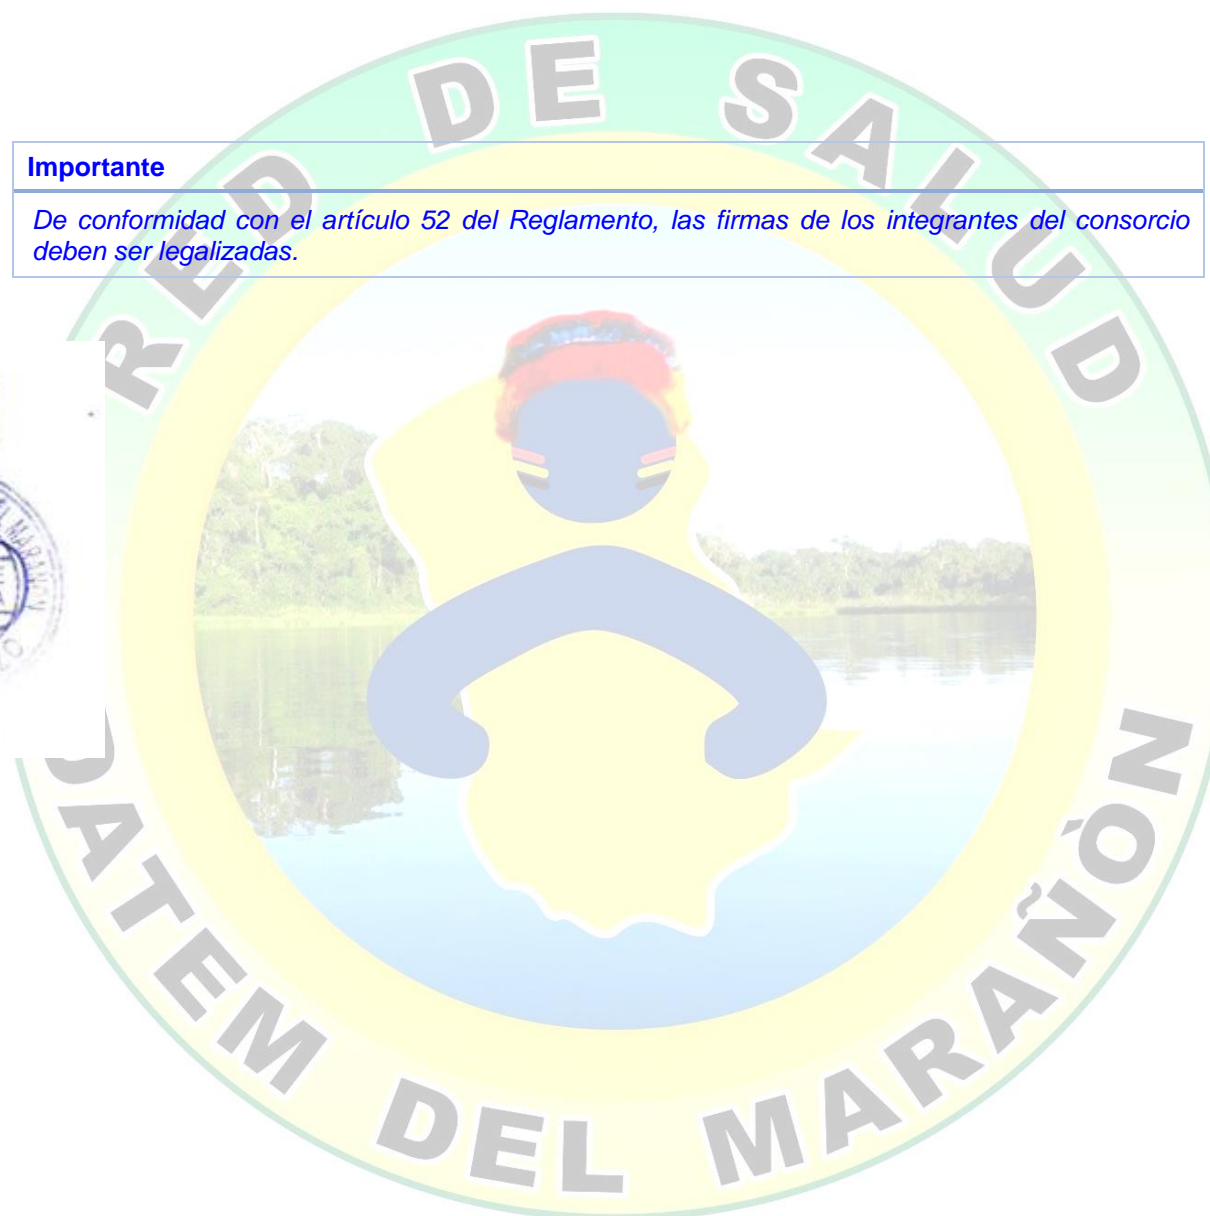 RED DE SALUD
Importante
De conformidad con el artículo 52 del Reglamento, las firmas de los integrantes del consorcio
deben ser legalizadas.
DATEM DEL MARAÑÒN